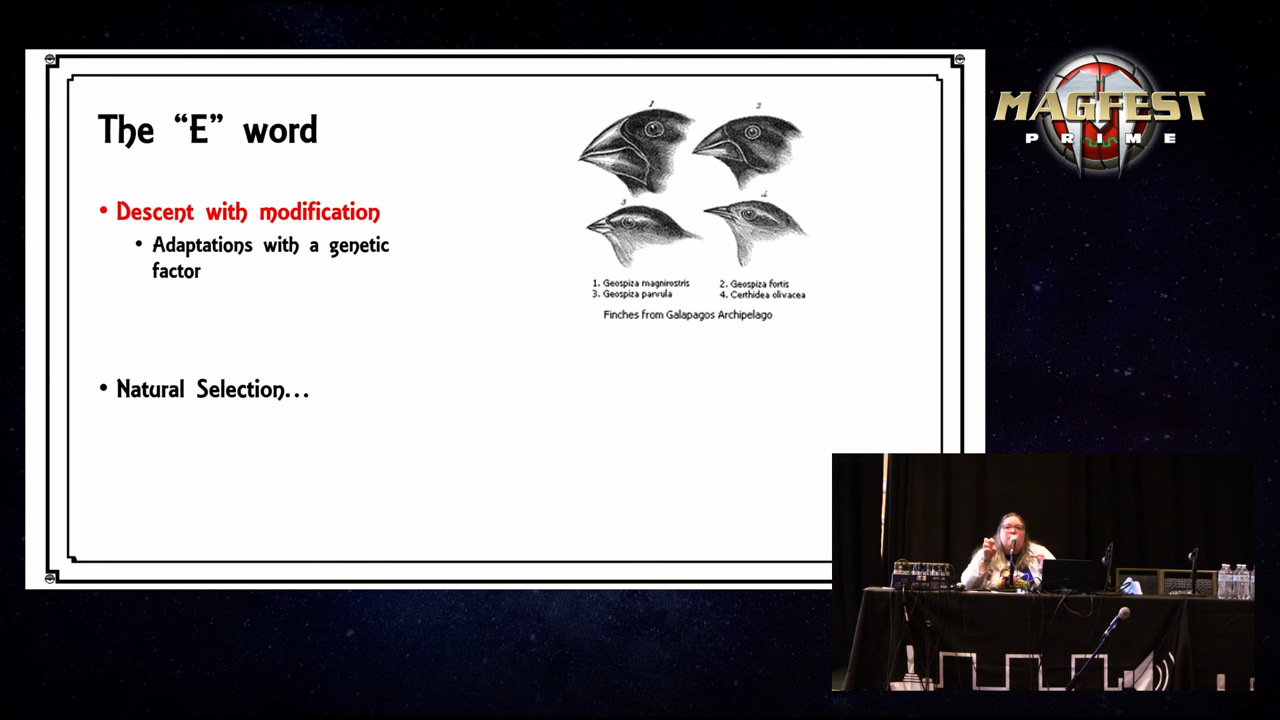 The “E” word
• Descent with modification
• Adaptations with a genetic
factor
• Natural Selection...
1
2
3
4
1. Geospiza magnirostris 2. Geospiza fortis
3. Geospiza parvula 4. Certhidea olivacea
Finches from Galapagos Archipelago
MAGFEST
PRIME